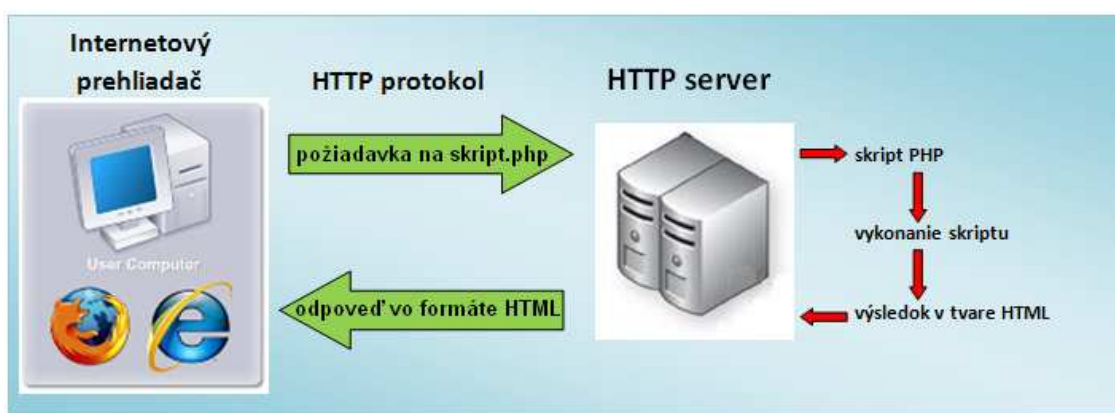 Internetový
prehliadač
HTTP protokol
HTTP server
požiadavka na skript.php
skript PHP
vykonanie skriptu
User Computer
odpoveď vo formáte HTML
výsledok v tvare HTML